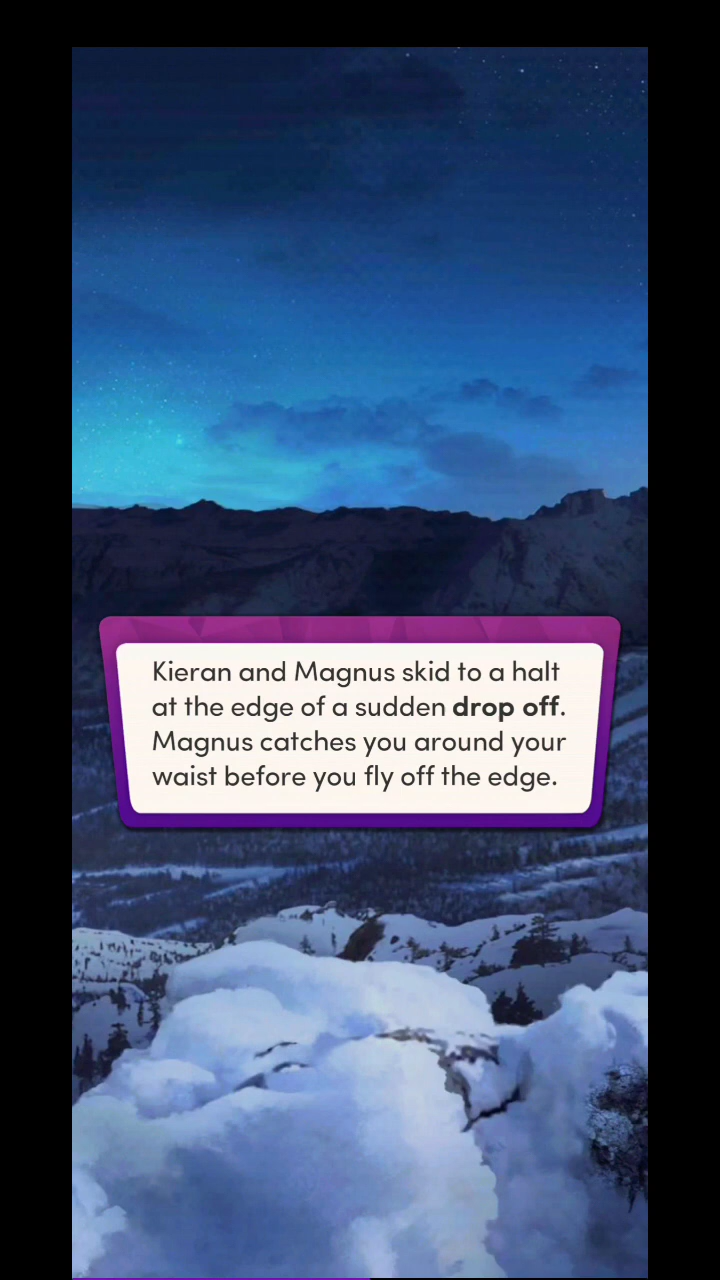 Kieran and Magnus skid to a halt
at the edge of a sudden drop off.
Magnus catches you around your
waist before you fly off the edge.